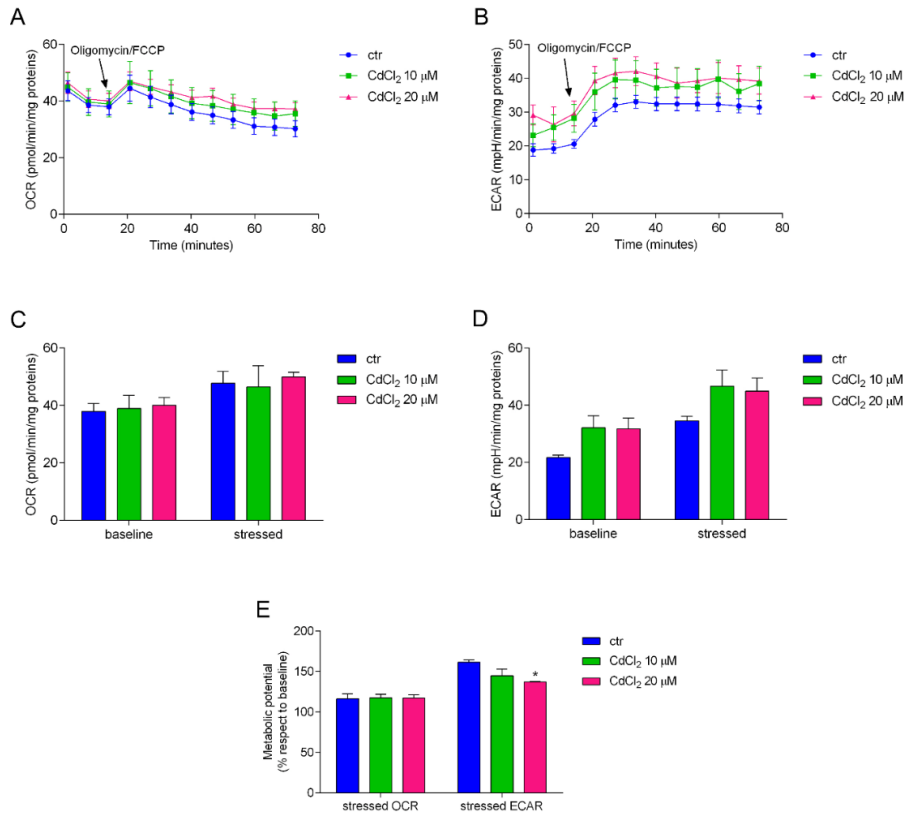 A
Oligomycin/FCCP
OCR (pmol/min/mg proteins)
60
40
20
0
0 20 40 60 80
Time (minutes)
ctr
CdCl₂ 10 μM
CdCl₂ 20 μM
B
Oligomycin/FCCP
ECAR (mpH/min/mg proteins)
50
40
30
20
10
0
0 20 40 60 80
Time (minutes)
ctr
CdCl₂ 10 μM
CdCl₂ 20 μM
C
OCR (pmol/min/mg proteins)
60
40
20
0
baseline stressed
ctr
CdCl₂ 10 μM
CdCl₂ 20 μM
D
ECAR (mpH/min/mg proteins)
60
40
20
0
baseline stressed
ctr
CdCl₂ 10 μM
CdCl₂ 20 μM
E
Metabolic potential
(% respect to baseline)
200
150
100
50
0
*
stressed OCR stressed ECAR
ctr
CdCl₂ 10 μM
CdCl₂ 20 μM